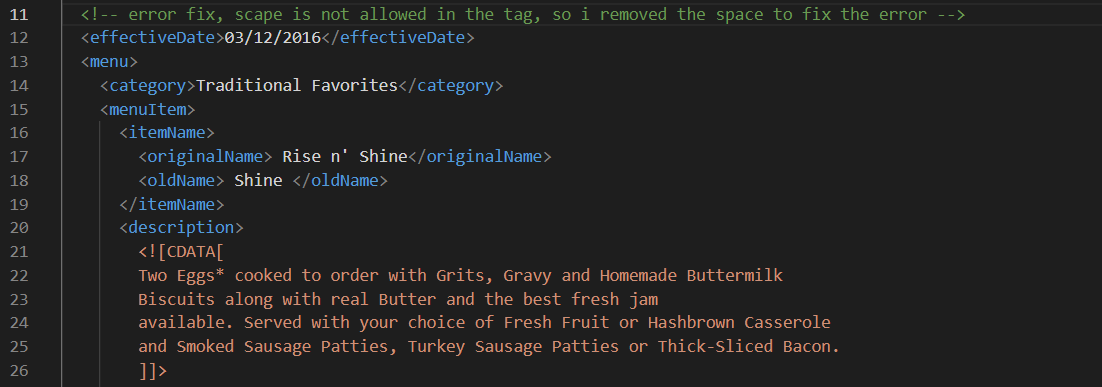 11 <!-- error fix, scape is not allowed in the tag, so i removed the space to fix the error -->
12 <effectiveDate>03/12/2016</effectiveDate>
13 <menu>
14 <category>Traditional Favorites</category>
15 <menuItem>
16 <itemName>
17 <originalName> Rise n' Shine</originalName>
18 <oldName> Shine </oldName>
19 </itemName>
20 <description>
21 <![CDATA[
22 Two Eggs* cooked to order with Grits, Gravy and Homemade Buttermilk
23 Biscuits along with real Butter and the best fresh jam
24 available. Served with your choice of Fresh Fruit or Hashbrown Casserole
25 and Smoked Sausage Patties, Turkey Sausage Patties or Thick-Sliced Bacon.
26 ]]>